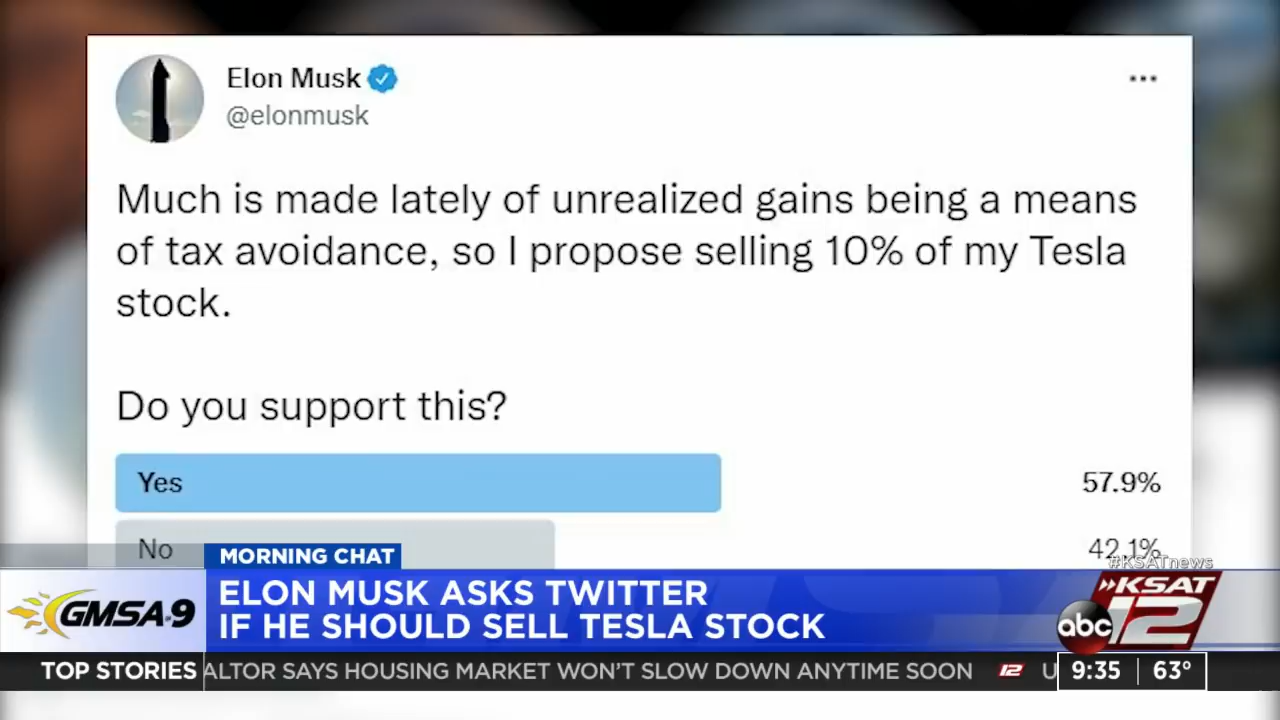 Elon Musk
@elonmusk
Much is made lately of unrealized gains being a means
of tax avoidance, so I propose selling 10% of my Tesla
stock.
Do you support this?
Yes 57.9%
No 42.1%
#KSATnews
MORNING CHAT
ELON MUSK ASKS TWITTER
IF HE SHOULD SELL TESLA STOCK
GMSA@9
abc KSAT 12
TOP STORIES ALTOR SAYS HOUSING MARKET WON'T SLOW DOWN ANYTIME SOON 12 U 9:35 63°